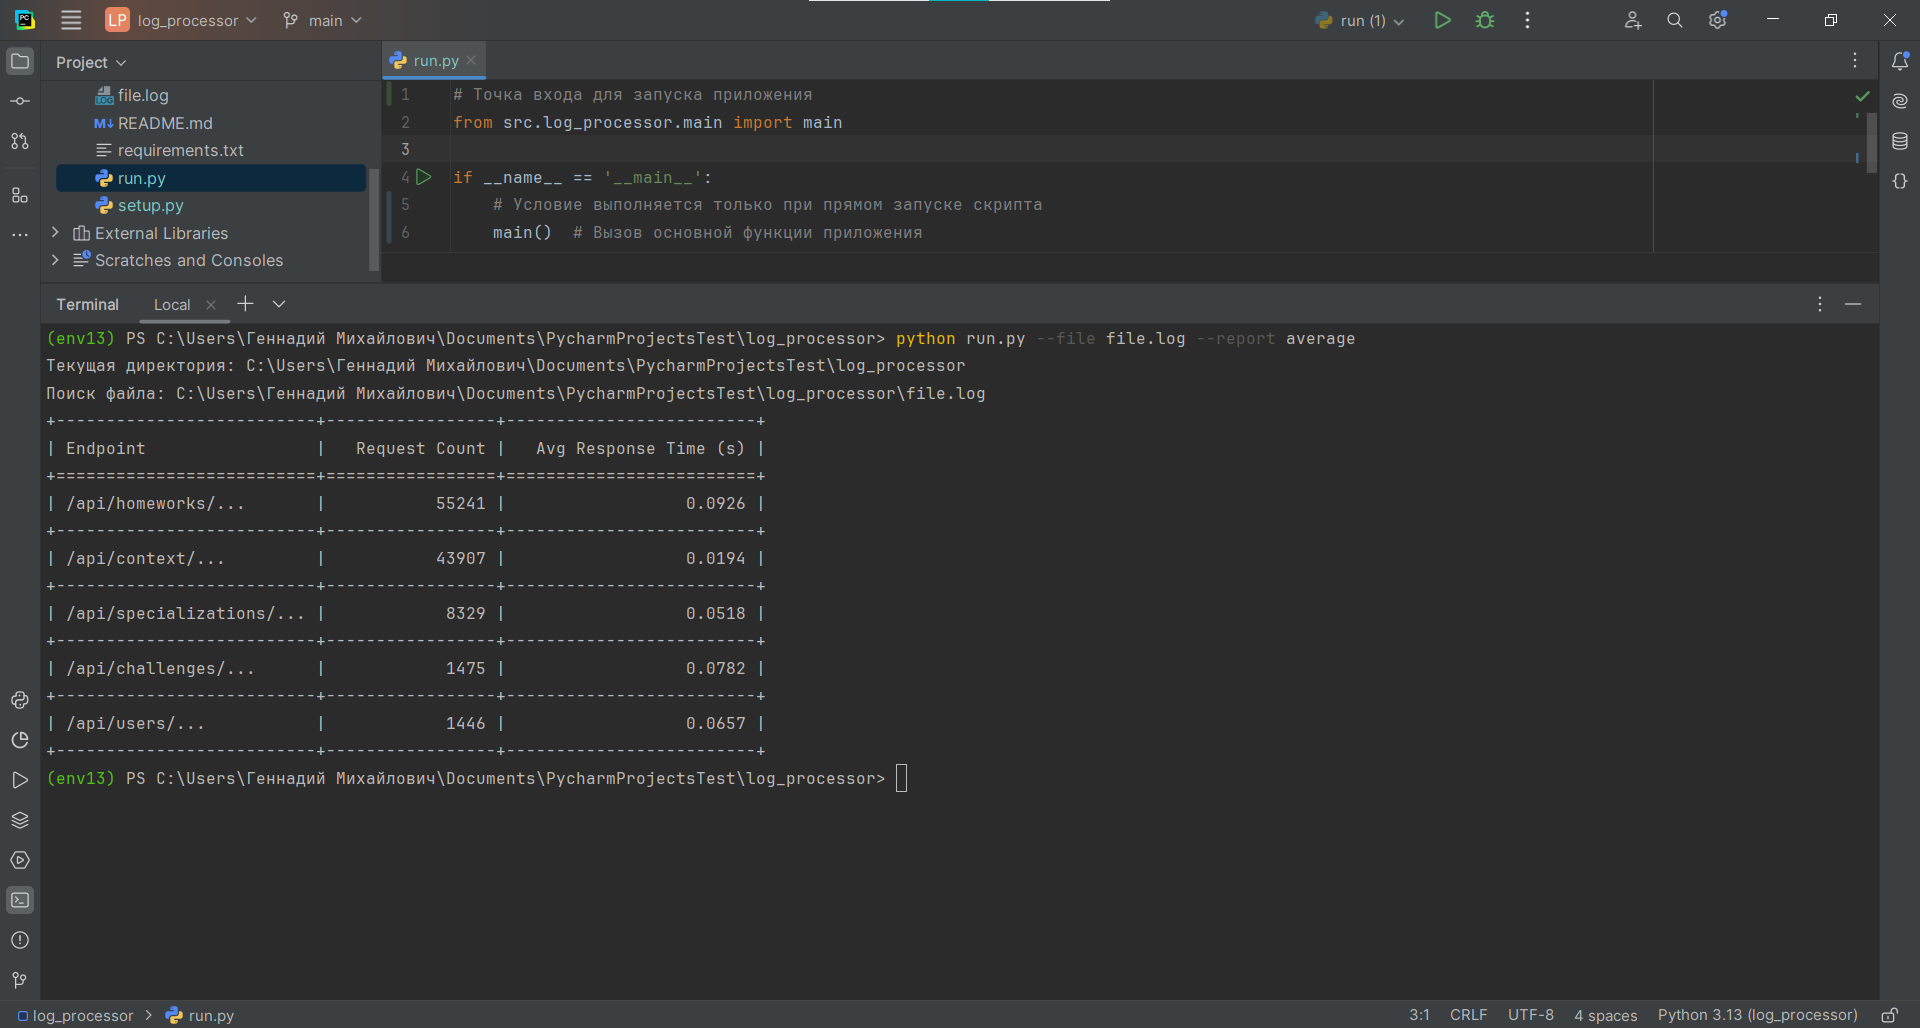 LP log_processor main run (1)
Project
file.log
README.md
requirements.txt
run.py
setup.py
External Libraries
Scratches and Consoles
run.py
1 # Точка входа для запуска приложения
2 from src.log_processor.main import main
3
4 if __name__ == '__main__':
5 # Условие выполняется только при прямом запуске скрипта
6 main()  # Вызов основной функции приложения
Terminal Local
(env13) PS C:\Users\Геннадий Михайлович\Documents\PycharmProjectsTest\log_processor> python run.py --file file.log --report average
Текущая директория: C:\Users\Геннадий Михайлович\Documents\PycharmProjectsTest\log_processor
Поиск файла: C:\Users\Геннадий Михайлович\Documents\PycharmProjectsTest\log_processor\file.log
+--------------------------+-----------------+-------------------------+
| Endpoint                 |   Request Count |   Avg Response Time (s) |
+==========================+=================+=========================+
| /api/homeworks/...       |           55241 |                  0.0926 |
+--------------------------+-----------------+-------------------------+
| /api/context/...         |           43907 |                  0.0194 |
+--------------------------+-----------------+-------------------------+
| /api/specializations/... |            8329 |                  0.0518 |
+--------------------------+-----------------+-------------------------+
| /api/challenges/...      |            1475 |                  0.0782 |
+--------------------------+-----------------+-------------------------+
| /api/users/...           |            1446 |                  0.0657 |
+--------------------------+-----------------+-------------------------+
(env13) PS C:\Users\Геннадий Михайлович\Documents\PycharmProjectsTest\log_processor>
log_processor > run.py 3:1 CRLF UTF-8 4 spaces Python 3.13 (log_processor)